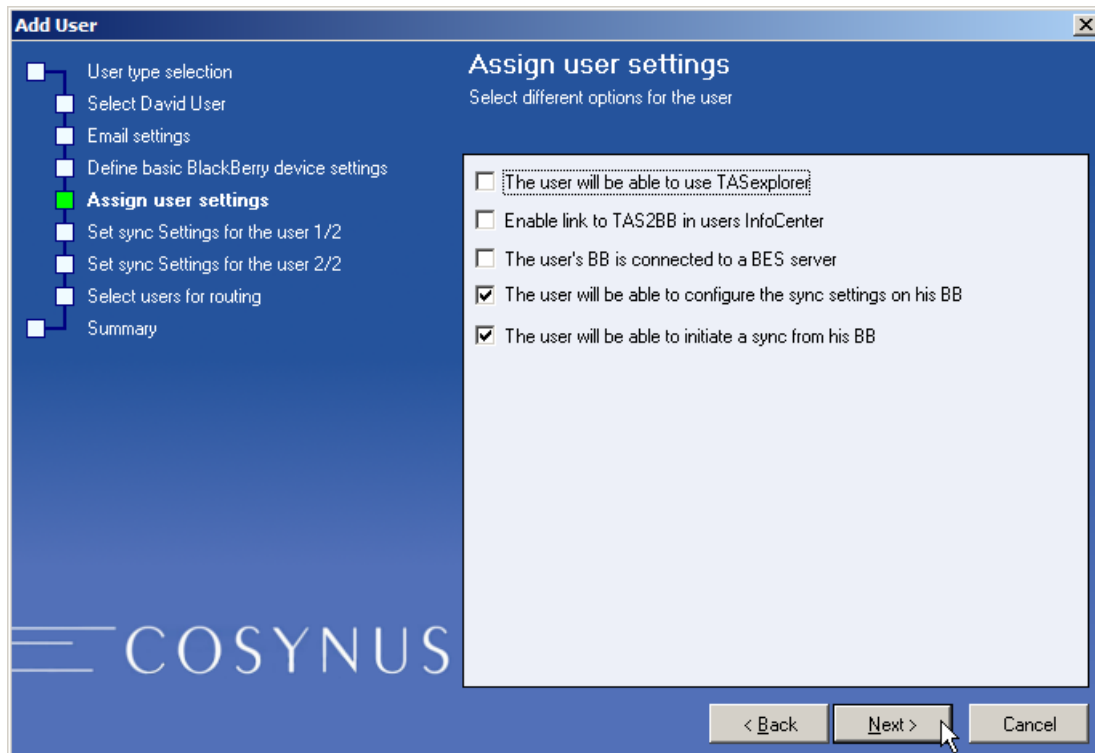 Add User
User type selection
Select David User
Email settings
Define basic BlackBerry device settings
Assign user settings
Set sync Settings for the user 1/2
Set sync Settings for the user 2/2
Select users for routing
Summary
COSYNUS
Assign user settings
Select different options for the user
The user will be able to use TASexplorer
Enable link to TAS2BB in users InfoCenter
The user's BB is connected to a BES server
The user will be able to configure the sync settings on his BB
The user will be able to initiate a sync from his BB
< Back
Next >
Cancel